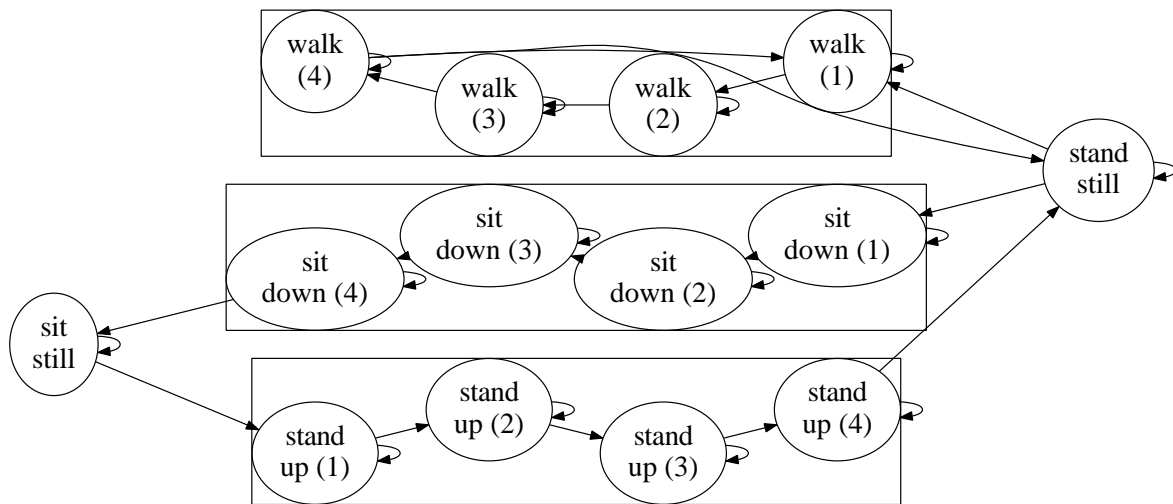 walk
(4)
walk
(3)
walk
(2)
walk
(1)
stand
still
sit
down (4)
sit
down (3)
sit
down (2)
sit
down (1)
sit
still
stand
up (1)
stand
up (2)
stand
up (3)
stand
up (4)